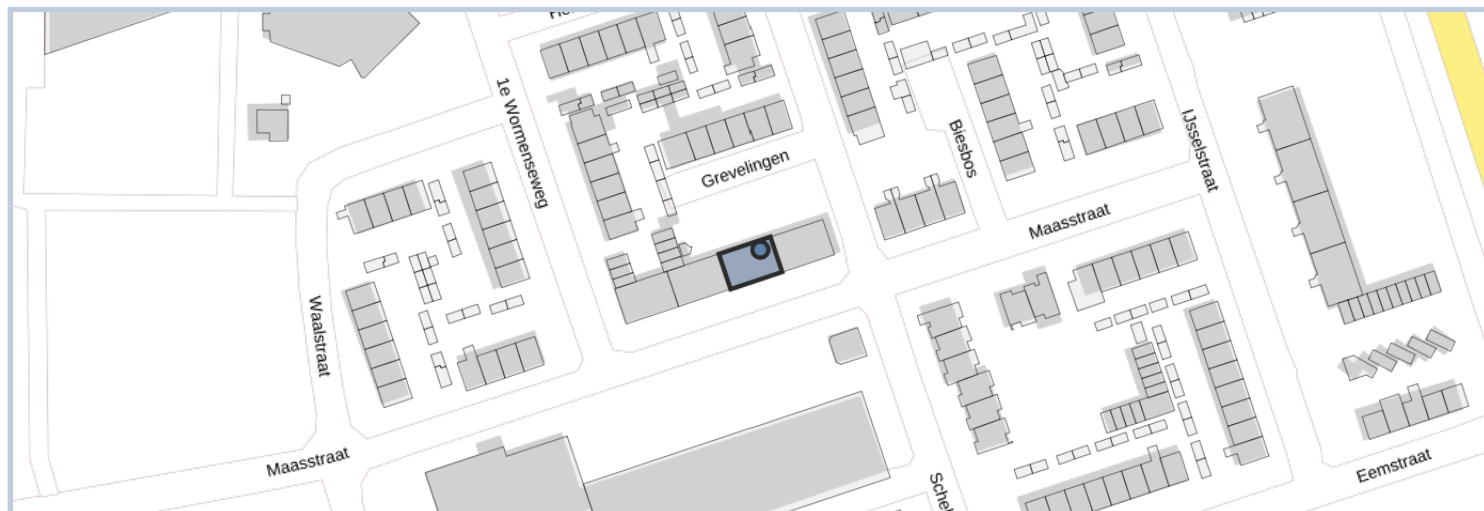 1e Wormenseweg
Biesbos
IJsselstraat
Grevelingen
Maasstraat
Waalstraat
Maasstraat
Eemstraat